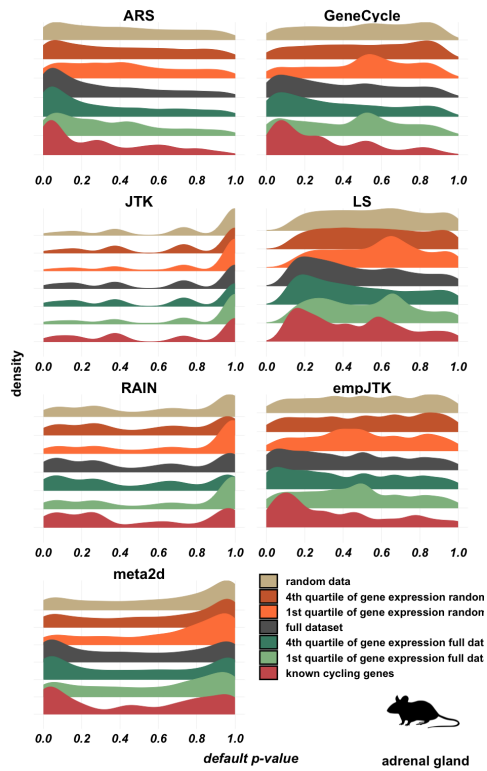 ARS
GeneCycle
0.0 0.2 0.4 0.6 0.8 1.0
0.0 0.2 0.4 0.6 0.8 1.0
JTK
LS
0.0 0.2 0.4 0.6 0.8 1.0
0.0 0.2 0.4 0.6 0.8 1.0
density
RAIN
empJTK
0.0 0.2 0.4 0.6 0.8 1.0
0.0 0.2 0.4 0.6 0.8 1.0
meta2d
0.0 0.2 0.4 0.6 0.8 1.0
default p-value
random data
4th quartile of gene expression random
1st quartile of gene expression random
full dataset
4th quartile of gene expression full dat
1st quartile of gene expression full data
known cycling genes
adrenal gland